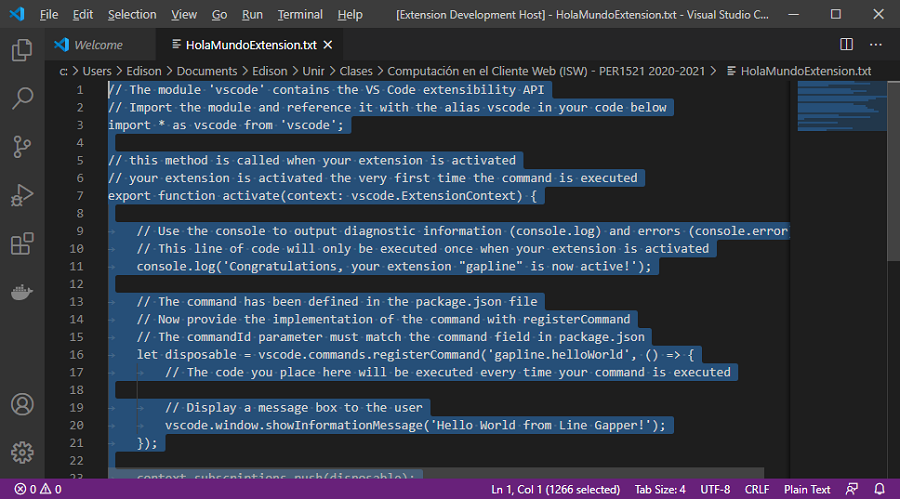 File Edit Selection View Go Run Terminal Help [Extension Development Host] - HolaMundoExtension.txt - Visual Studio C...
Welcome HolaMundoExtension.txt
c: > Users > Edison > Documents > Edison > Unir > Clases > Computación en el Cliente Web (ISW) - PER1521 2020-2021 > HolaMundoExtension.txt
1 // The module 'vscode' contains the VS Code extensibility API
2 // Import the module and reference it with the alias vscode in your code below
3 import * as vscode from 'vscode';
4
5 // this method is called when your extension is activated
6 // your extension is activated the very first time the command is executed
7 export function activate(context: vscode.ExtensionContext) {
8
9 // Use the console to output diagnostic information (console.log) and errors (console.error
10 // This line of code will only be executed once when your extension is activated
11 console.log('Congratulations, your extension "gapline" is now active!');
12
13 // The command has been defined in the package.json file
14 // Now provide the implementation of the command with registerCommand
15 // The commandId parameter must match the command field in package.json
16 let disposable = vscode.commands.registerCommand('gapline.helloWorld', () => {
17 // The code you place here will be executed every time your command is executed
18
19 // Display a message box to the user
20 vscode.window.showInformationMessage('Hello World from Line Gapper!');
21 });
22
23 context.subscriptions.push(disposable);
0 0 Ln 1, Col 1 (1266 selected) Tab Size: 4 UTF-8 CRLF Plain Text